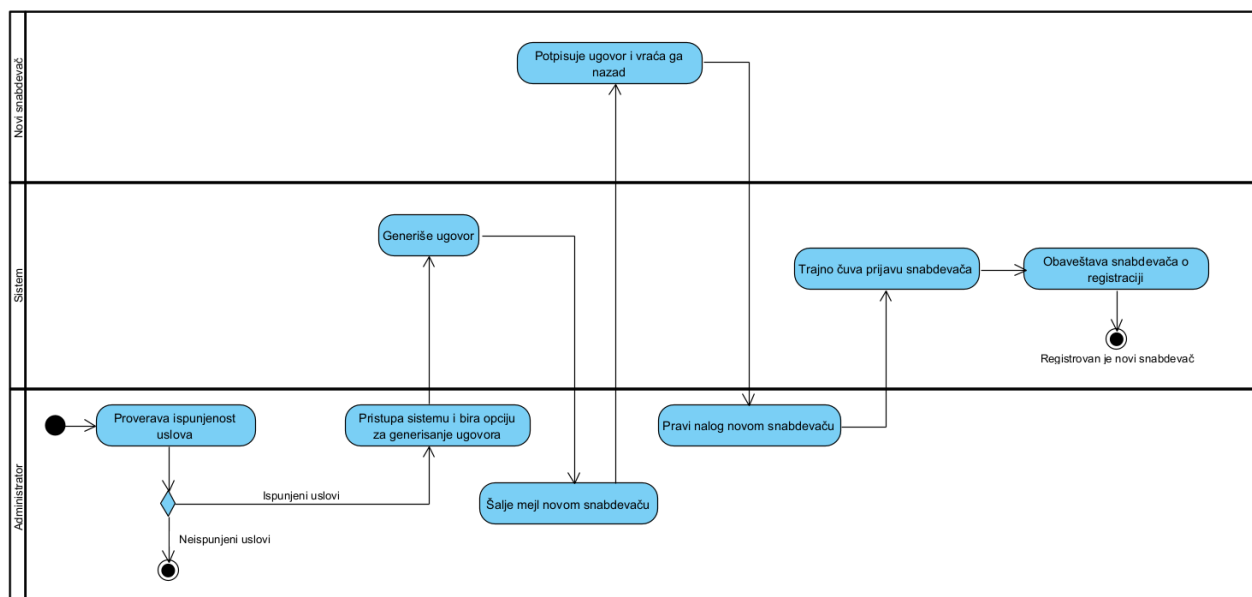 Novi snabdevač
Potpisuje ugovor i vraća ga
nazad
Sistem
Generiše ugovor
Trajno čuva prijavu snabdevača
Obaveštava snabdevača o
registraciji
Registrovan je novi snabdevač
Administrator
Proverava ispunjenost
uslova
Pristupa sistemu i bira opciju
za generisanje ugovora
Pravi nalog novom snabdevaču
Ispunjeni uslovi
Šalje mejl novom snabdevaču
Neispunjeni uslovi